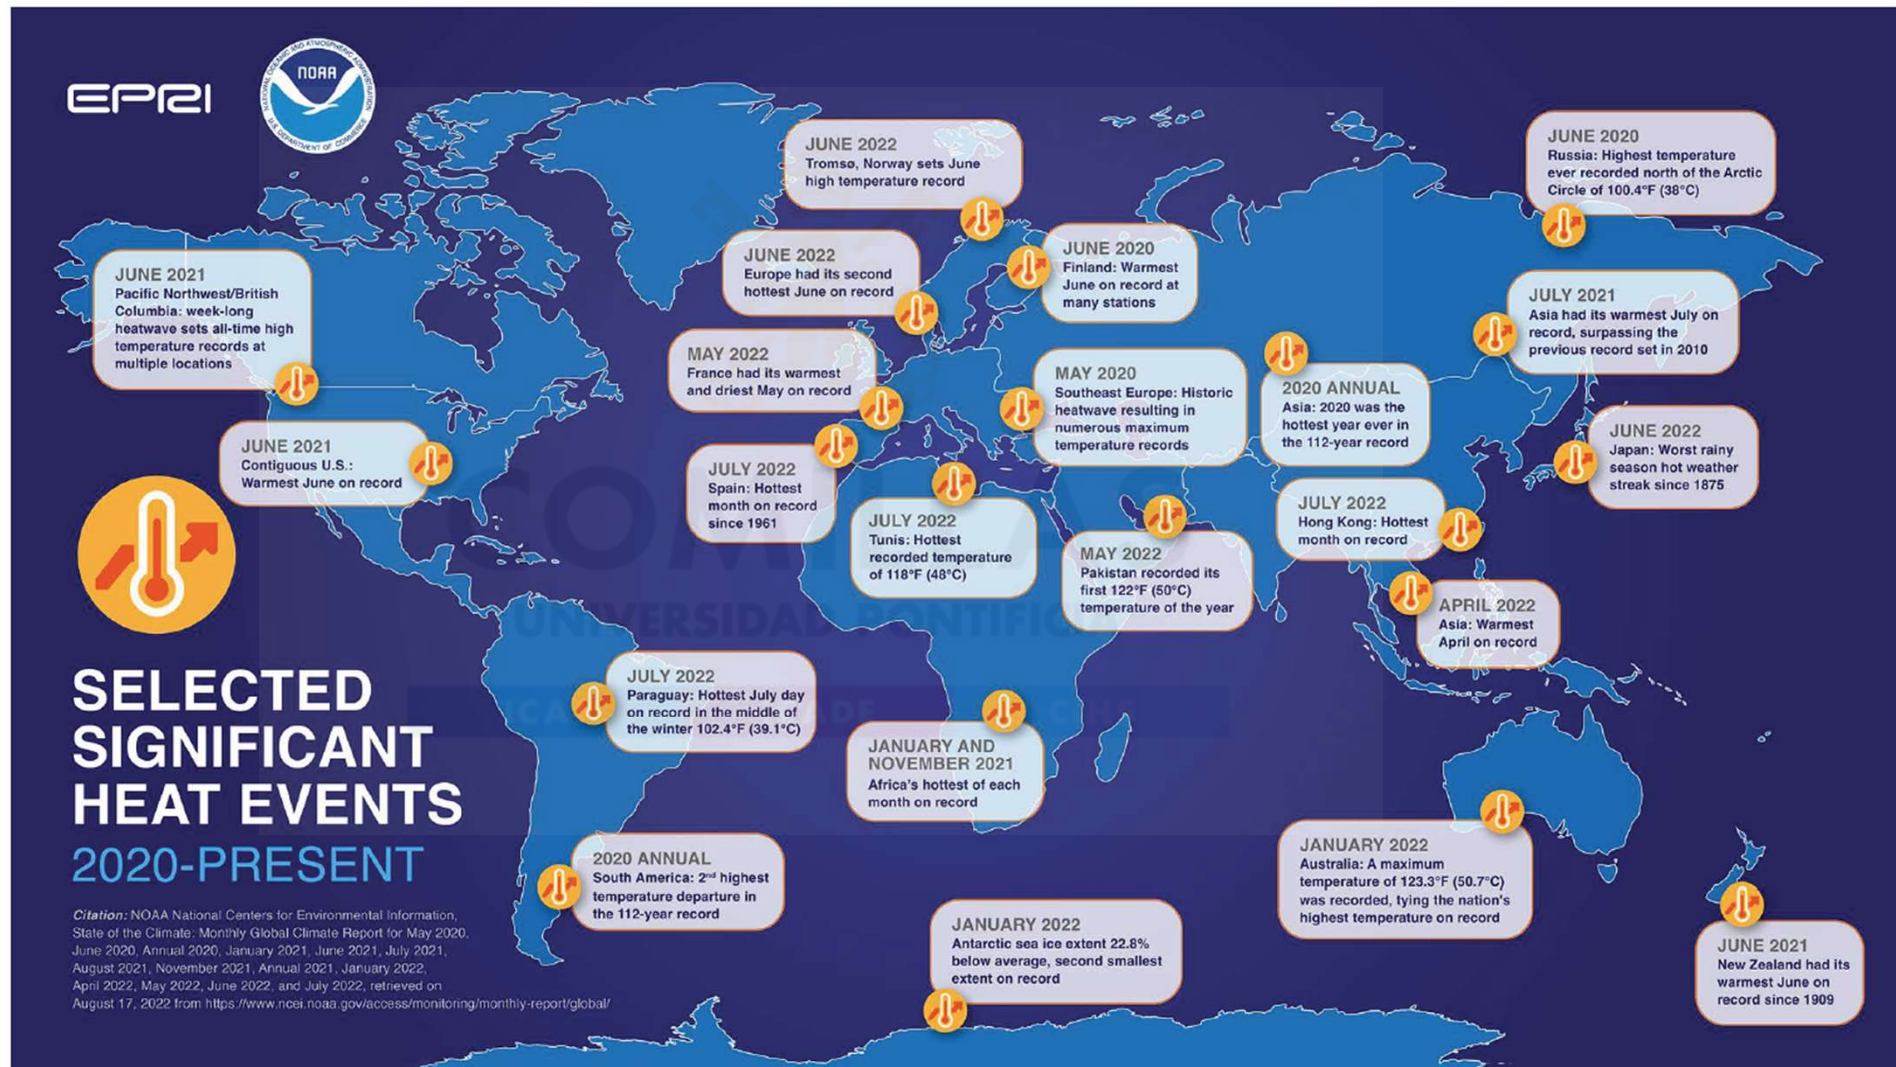 EPRI
NOAA
NATIONAL OCEANIC AND ATMOSPHERIC ADMINISTRATION
U.S. DEPARTMENT OF COMMERCE
JUNE 2022
Tromsø, Norway sets June
high temperature record
JUNE 2020
Russia: Highest temperature
ever recorded north of the Arctic
Circle of 100.4°F (38°C)
JUNE 2021
Pacific Northwest/British
Columbia: week-long
heatwave sets all-time high
temperature records at
multiple locations
JUNE 2022
Europe had its second
hottest June on record
JUNE 2020
Finland: Warmest
June on record at
many stations
JULY 2021
Asia had its warmest July on
record, surpassing the
previous record set in 2010
MAY 2022
France had its warmest
and driest May on record
MAY 2020
Southeast Europe: Historic
heatwave resulting in
numerous maximum
temperature records
2020 ANNUAL
Asia: 2020 was the
hottest year ever in
the 112-year record
JUNE 2021
Contiguous U.S.:
Warmest June on record
JUNE 2022
Japan: Worst rainy
season hot weather
streak since 1875
JULY 2022
Spain: Hottest
month on record
since 1961
JULY 2022
Tunis: Hottest
recorded temperature
of 118°F (48°C)
MAY 2022
Pakistan recorded its
first 122°F (50°C)
temperature of the year
JULY 2022
Hong Kong: Hottest
month on record
APRIL 2022
Asia: Warmest
April on record
UNIVERSIDAD PONTIFICIA
JULY 2022
Paraguay: Hottest July day
on record in the middle of
the winter 102.4°F (39.1°C)
JANUARY AND
NOVEMBER 2021
Africa's hottest of each
month on record
SELECTED
SIGNIFICANT
HEAT EVENTS
2020-PRESENT
2020 ANNUAL
South America: 2nd highest
temperature departure in
the 112-year record
JANUARY 2022
Australia: A maximum
temperature of 123.3°F (50.7°C)
was recorded, tying the nation's
highest temperature on record
JANUARY 2022
Antarctic sea ice extent 22.8%
below average, second smallest
extent on record
JUNE 2021
New Zealand had its
warmest June on
record since 1909
Citation: NOAA National Centers for Environmental Information,
State of the Climate: Monthly Global Climate Report for May 2020,
June 2020, Annual 2020, January 2021, June 2021, July 2021,
August 2021, November 2021, Annual 2021, January 2022,
April 2022, May 2022, June 2022, and July 2022, retrieved on
August 17, 2022 from https://www.ncei.noaa.gov/access/monitoring/monthly-report/global/